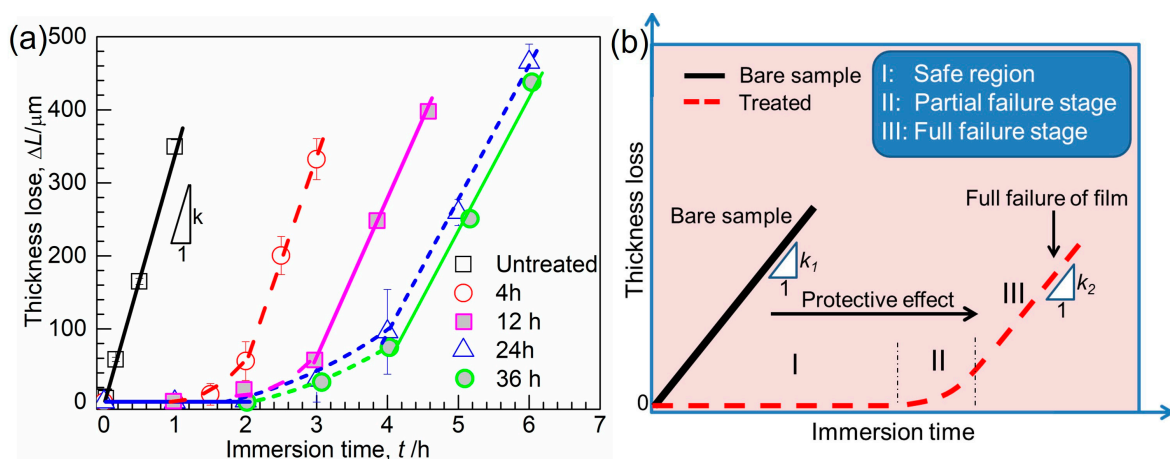 (a)
500
400
300
200
100
0
0 1 2 3 4 5 6 7
Thickness lose, ΔL/μm
Immersion time, t /h
k
1
Untreated
4h
12 h
24h
36 h
(b)
Bare sample
Treated
I: Safe region
II: Partial failure stage
III: Full failure stage
Thickness loss
Bare sample
k1
1
Protective effect
Full failure of film
k2
1
I
II
III
0
Immersion time